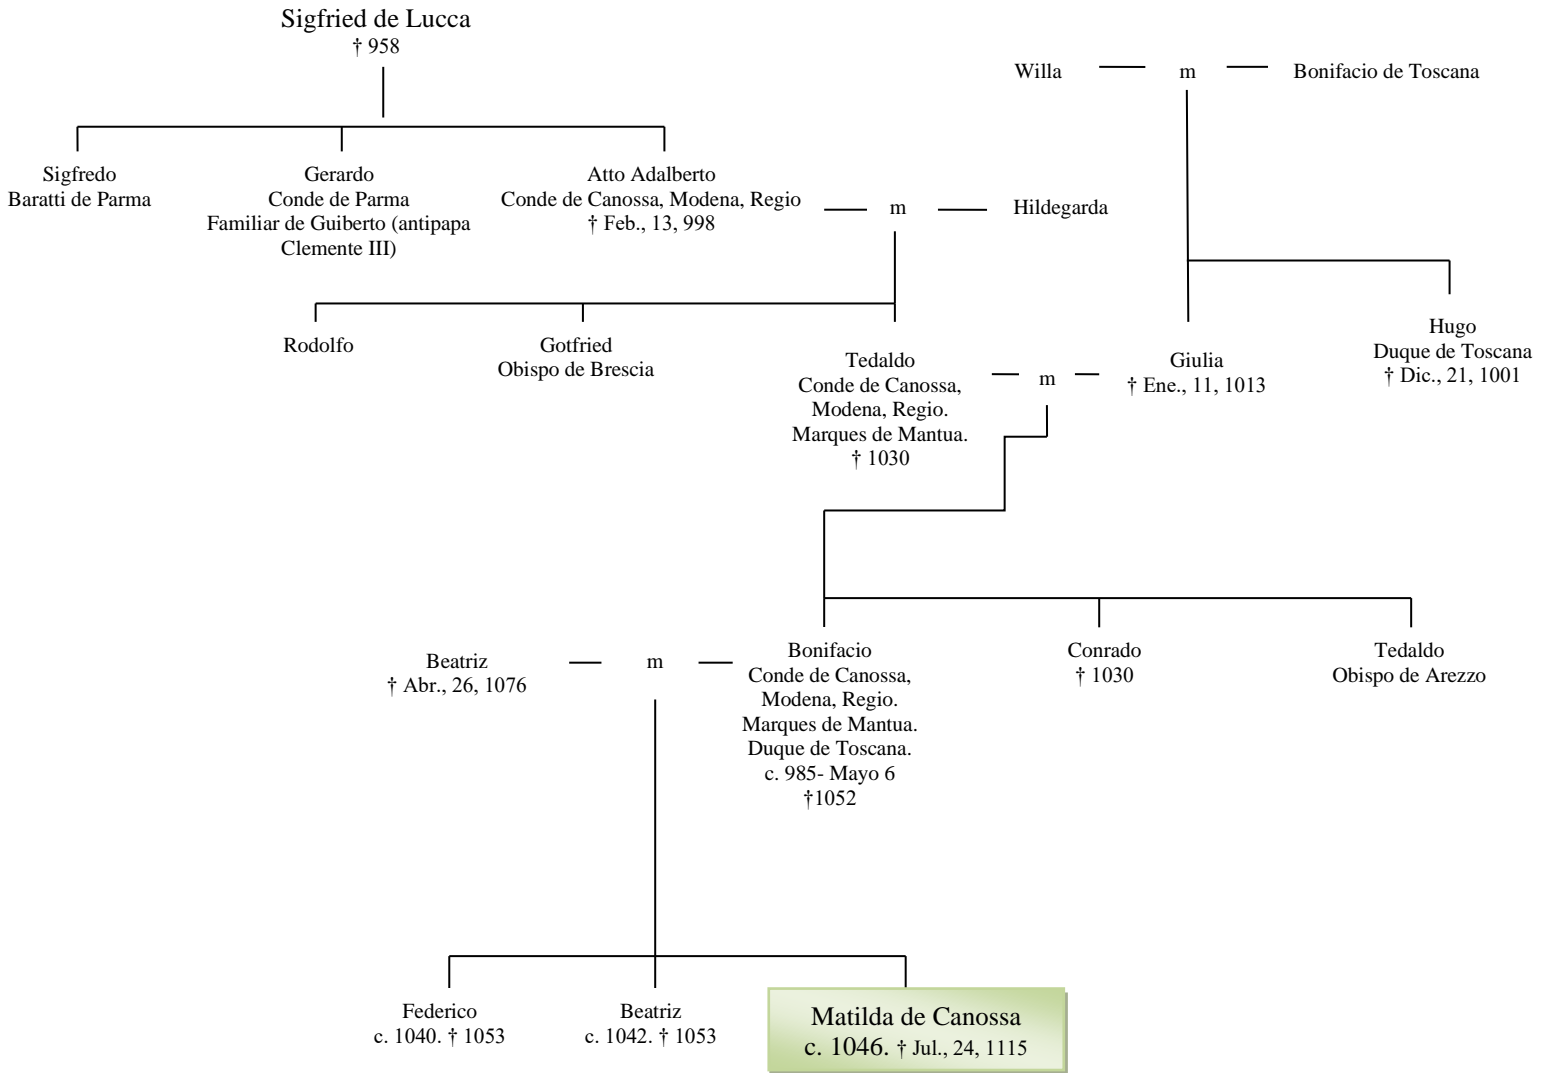 Sigfried de Lucca
† 958
Willa
m
Bonifacio de Toscana
Sigfredo
Baratti de Parma
Gerardo
Conde de Parma
Familiar de Guiberto (antipapa
Clemente III)
Atto Adalberto
Conde de Canossa, Modena, Regio
† Feb., 13, 998
m
Hildegarda
Rodolfo
Gotfried
Obispo de Brescia
Tedaldo
Conde de Canossa,
Modena, Regio.
Marques de Mantua.
† 1030
m
Giulia
† Ene., 11, 1013
Hugo
Duque de Toscana
† Dic., 21, 1001
Beatriz
† Abr., 26, 1076
m
Bonifacio
Conde de Canossa,
Modena, Regio.
Marques de Mantua.
Duque de Toscana.
c. 985- Mayo 6
†1052
Conrado
† 1030
Tedaldo
Obispo de Arezzo
Federico
c. 1040. † 1053
Beatriz
c. 1042. † 1053
Matilda de Canossa
c. 1046. † Jul., 24, 1115